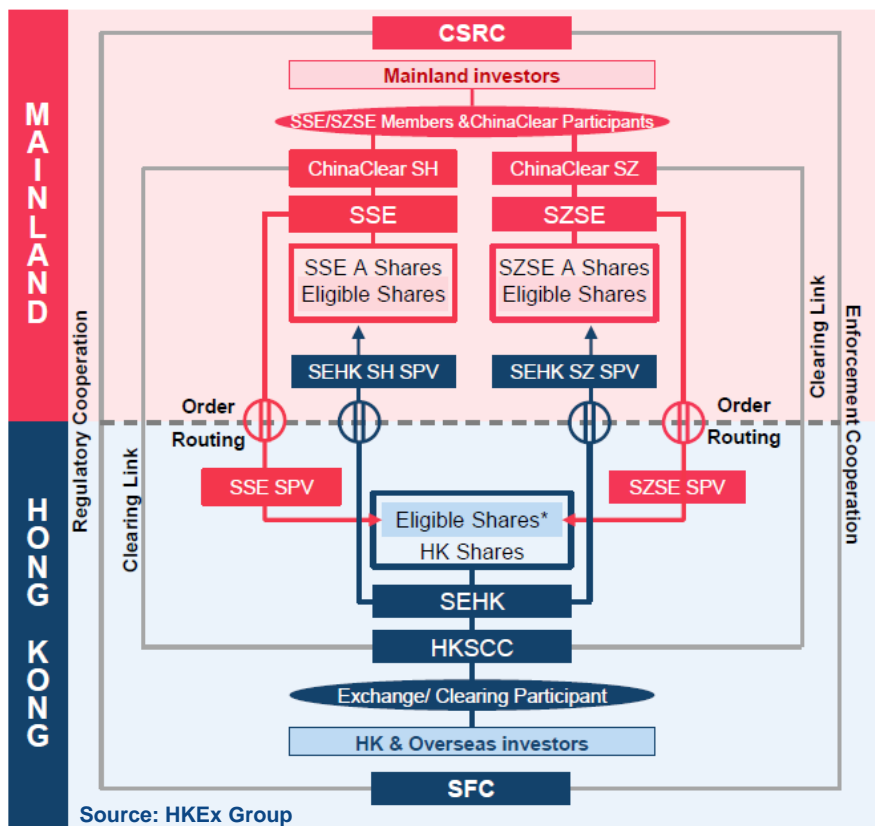 MAINLAND
CSRC
Mainland investors
SSE/SZSE Members &ChinaClear Participants
ChinaClear SH
ChinaClear SZ
SSE
SZSE
SSE A Shares
Eligible Shares
SZSE A Shares
Eligible Shares
SEHK SH SPV
SEHK SZ SPV
Regulatory Cooperation
Clearing Link
Clearing Link
Enforcement Cooperation
Order
Routing
Order
Routing
HONG KONG
SSE SPV
SZSE SPV
Eligible Shares*
HK Shares
SEHK
HKSCC
Exchange/ Clearing Participant
HK & Overseas investors
SFC
Source: HKEx Group